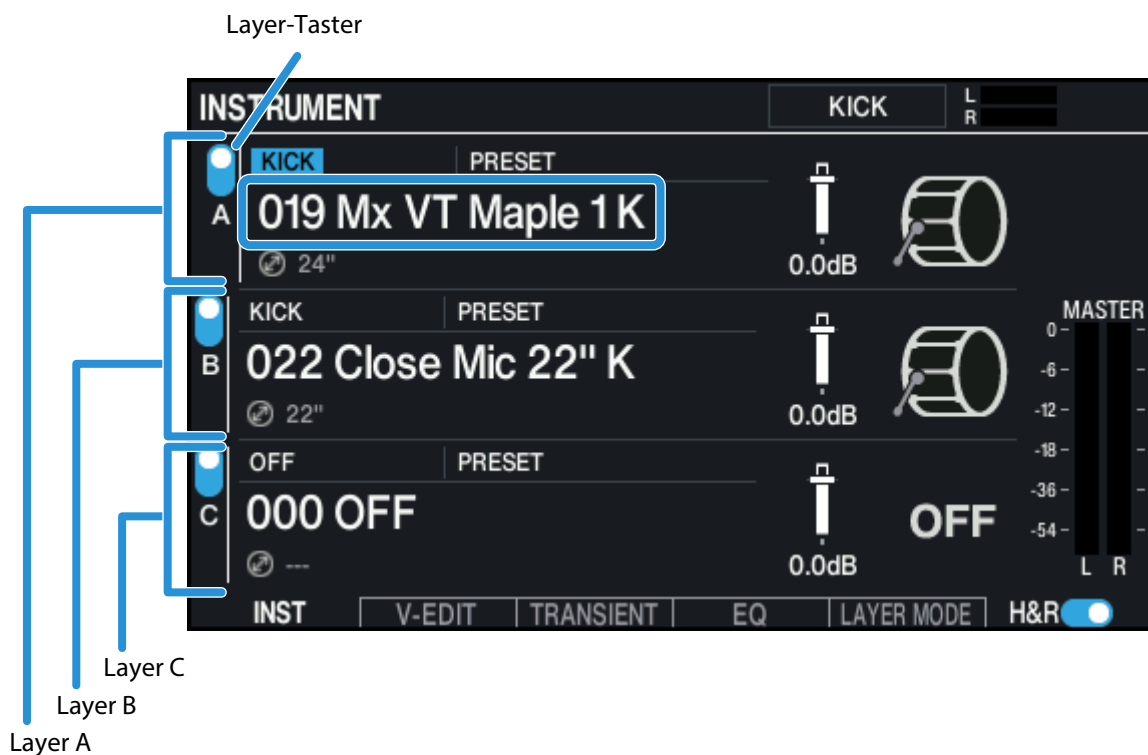 Layer-Taster
INSTRUMENT
KICK
L
R
KICK
PRESET
A
019 Mx VT Maple 1 K
24"
0.0dB
KICK
PRESET
MASTER
B
022 Close Mic 22" K
22"
0.0dB
0
-6
-12
-18
-36
-54
L R
OFF
PRESET
C
000 OFF
OFF
---
0.0dB
INST V-EDIT TRANSIENT EQ LAYER MODE H&R
Layer C
Layer B
Layer A